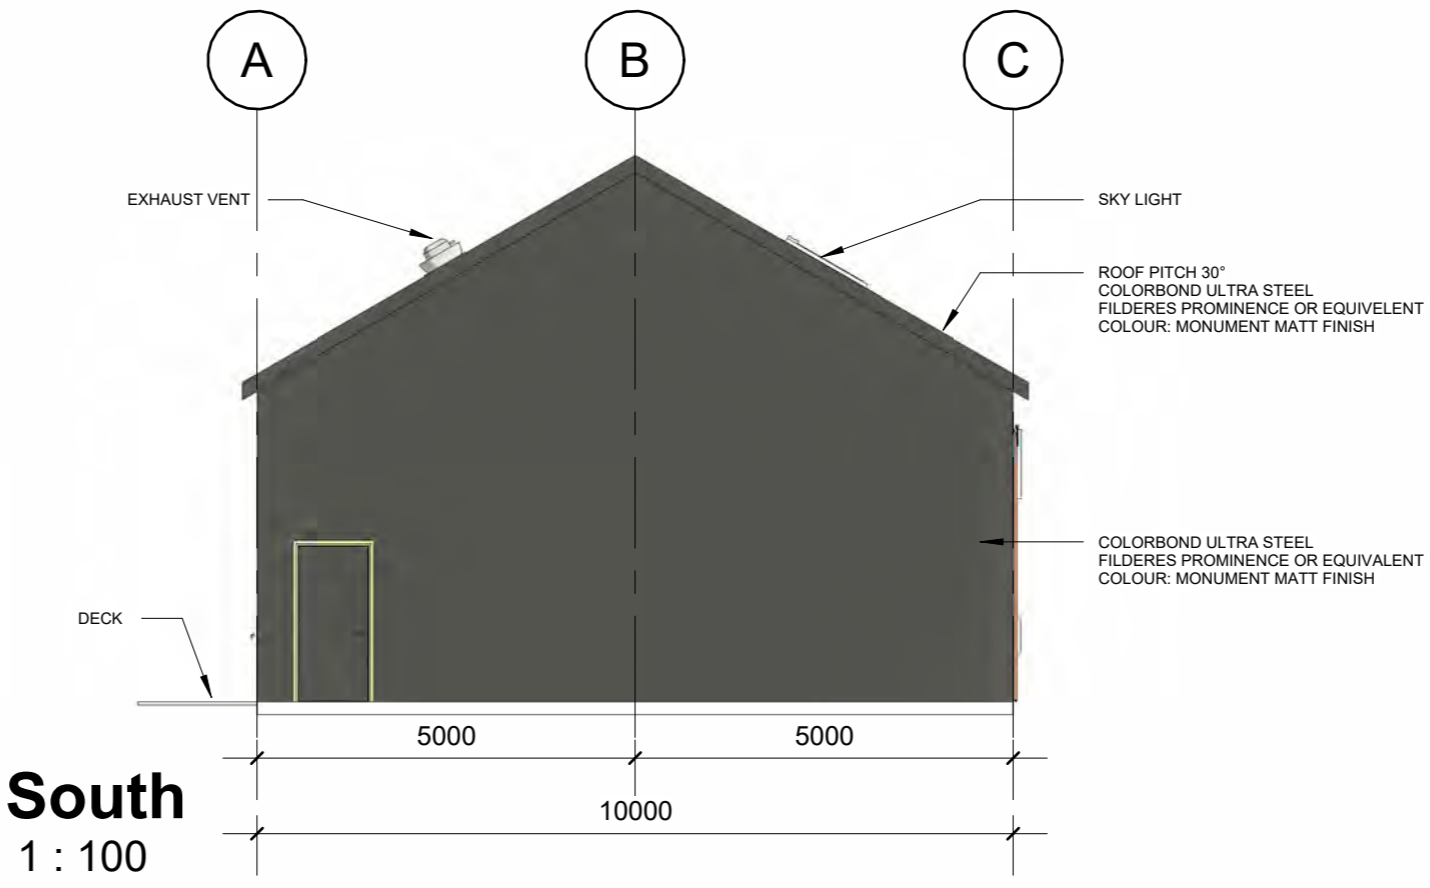 A
B
C
EXHAUST VENT
SKY LIGHT
ROOF PITCH 30°
COLORBOND ULTRA STEEL
FILDERES PROMINENCE OR EQUIVELENT
COLOUR: MONUMENT MATT FINISH
COLORBOND ULTRA STEEL
FILDERES PROMINENCE OR EQUIVALENT
COLOUR: MONUMENT MATT FINISH
DECK
5000
5000
10000
South
1 : 100